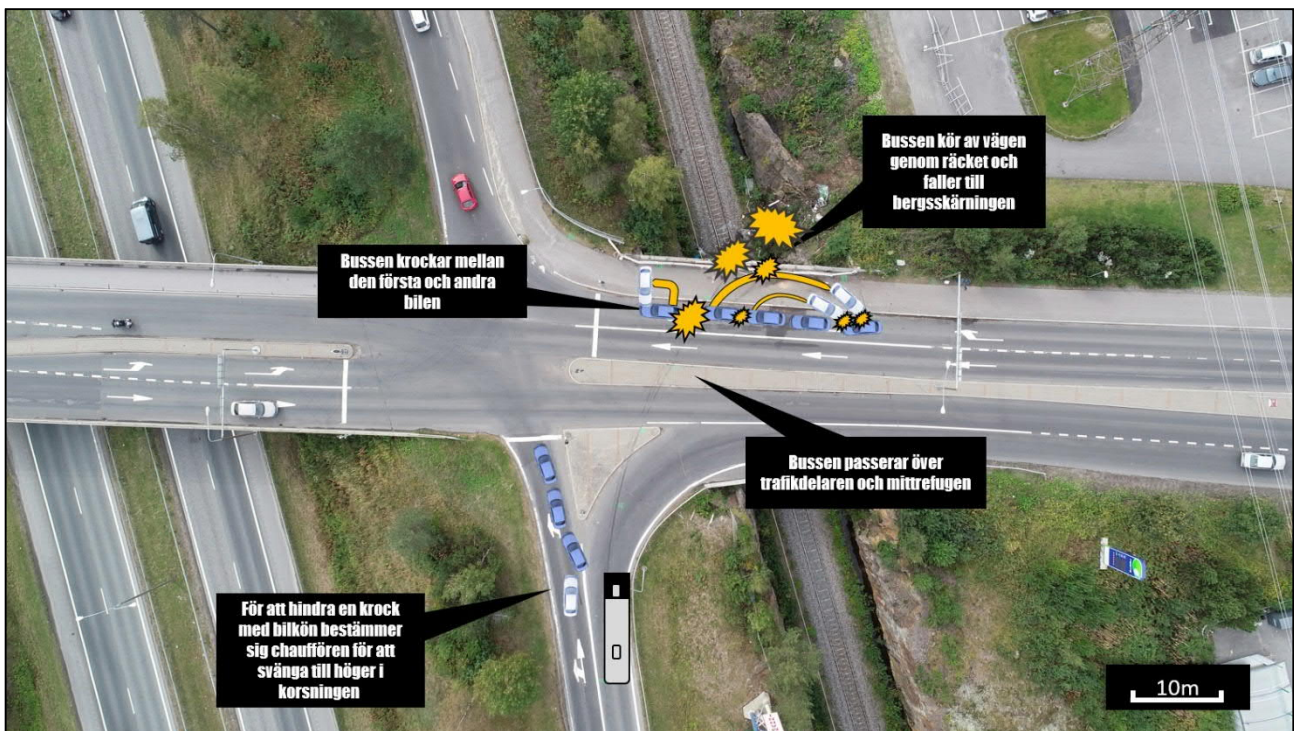 Bussen kör av vägen
genom räcket och
faller till
bergsskärningen
Bussen krockar mellan
den första och andra
bilen
Bussen passerar över
trafikdelaren och mittrefugen
För att hindra en krock
med bilkön bestämmer
sig chauffören för att
svänga till höger i
korsningen
10m